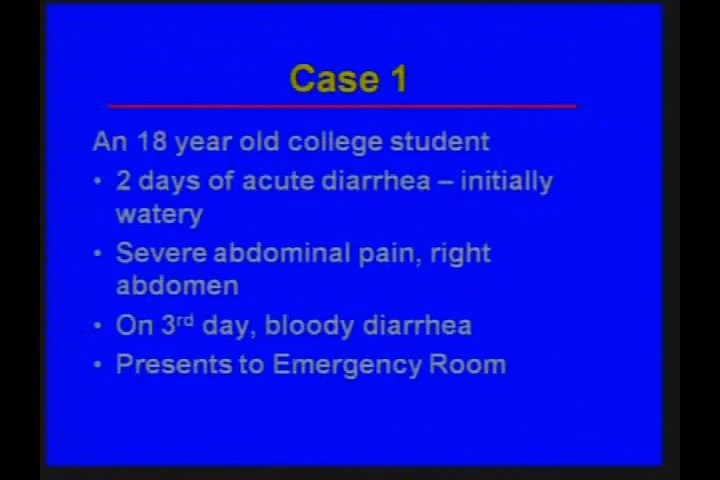 Case 1
An 18 year old college student
• 2 days of acute diarrhea – initially
watery
• Severe abdominal pain, right
abdomen
• On 3rd day, bloody diarrhea
• Presents to Emergency Room